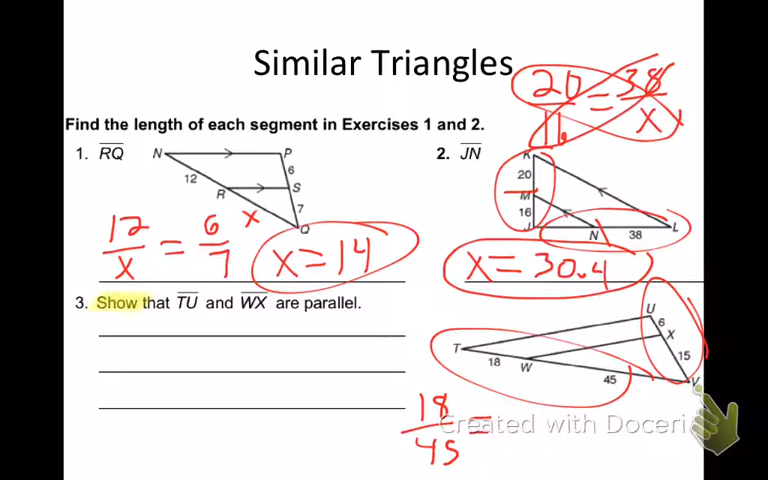 Similar Triangles
20/16 = 38/x
Find the length of each segment in Exercises 1 and 2.
1. RQ
N
P
6
12
R
S
7
x
Q
12/x = 6/7
x = 14
2. JN
K
20
M
16
J
N
38
L
x = 30.4
3. Show that TU and WX are parallel.
U
6
X
T
15
18
W
45
V
18/45 =
Created with Doceri